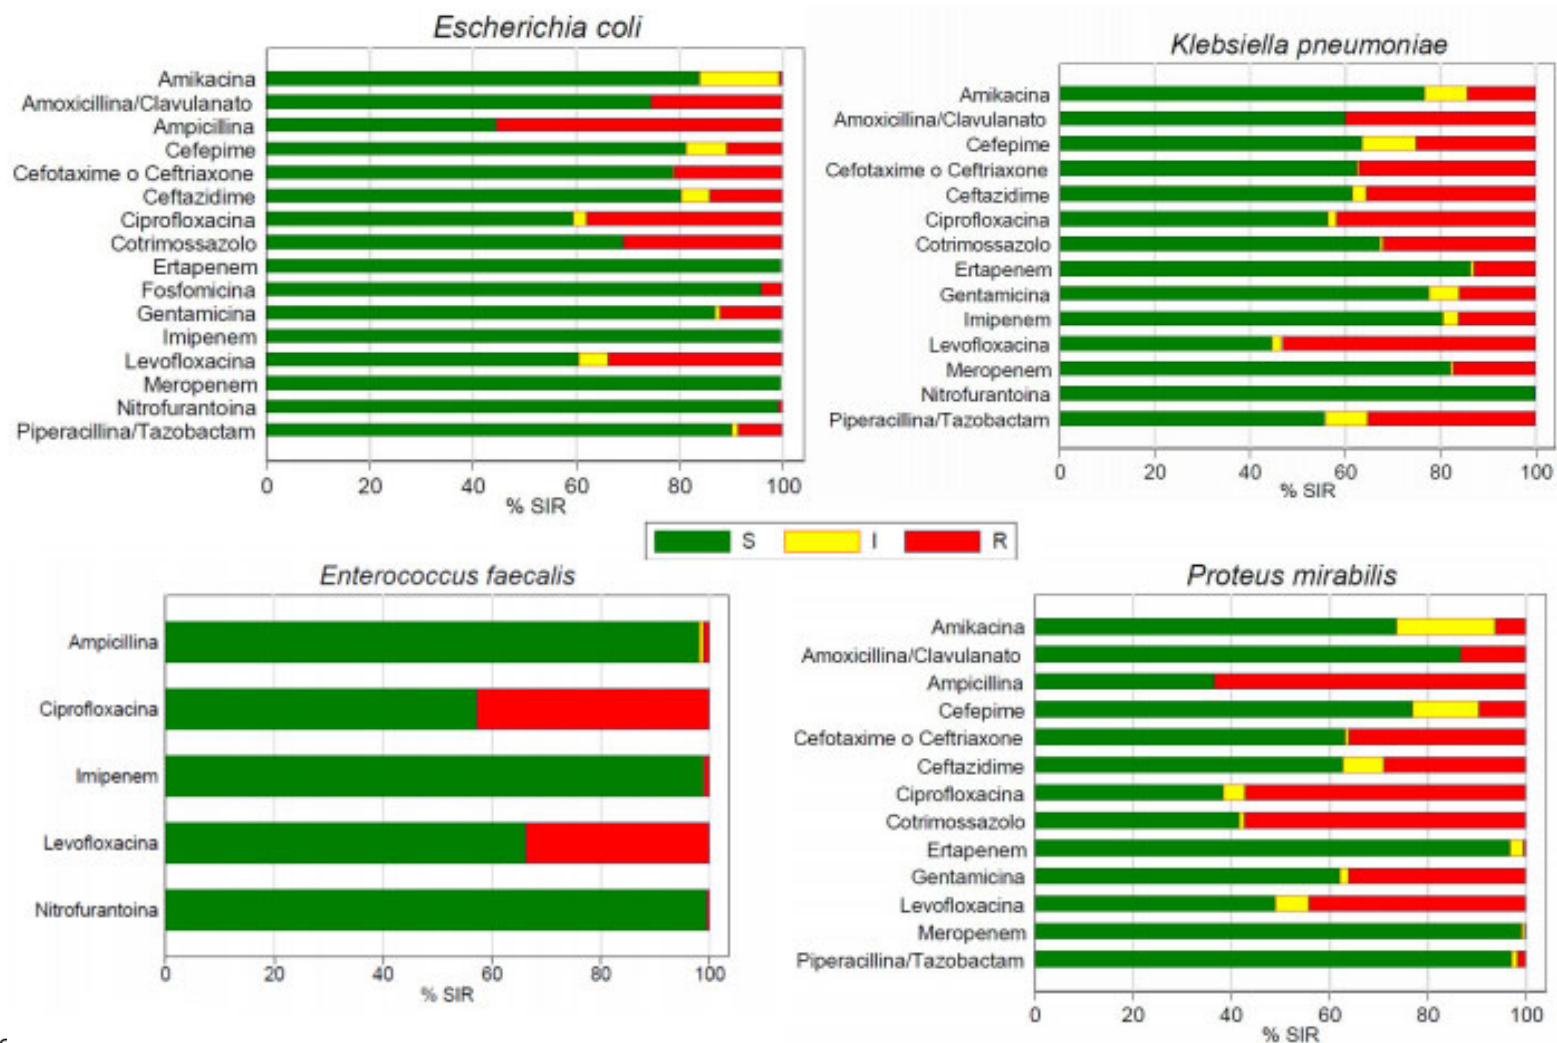 Escherichia coli
Amikacina
Amoxicillina/Clavulanato
Ampicillina
Cefepime
Cefotaxime o Ceftriaxone
Ceftazidime
Ciprofloxacina
Cotrimossazolo
Ertapenem
Fosfomicina
Gentamicina
Imipenem
Levofloxacina
Meropenem
Nitrofurantoina
Piperacillina/Tazobactam
0 20 40 60 80 100
% SIR
Klebsiella pneumoniae
Amikacina
Amoxicillina/Clavulanato
Cefepime
Cefotaxime o Ceftriaxone
Ceftazidime
Ciprofloxacina
Cotrimossazolo
Ertapenem
Gentamicina
Imipenem
Levofloxacina
Meropenem
Nitrofurantoina
Piperacillina/Tazobactam
0 20 40 60 80 100
% SIR
S I R
Enterococcus faecalis
Ampicillina
Ciprofloxacina
Imipenem
Levofloxacina
Nitrofurantoina
0 20 40 60 80 100
% SIR
Proteus mirabilis
Amikacina
Amoxicillina/Clavulanato
Ampicillina
Cefepime
Cefotaxime o Ceftriaxone
Ceftazidime
Ciprofloxacina
Cotrimossazolo
Ertapenem
Gentamicina
Levofloxacina
Meropenem
Piperacillina/Tazobactam
0 20 40 60 80 100
% SIR